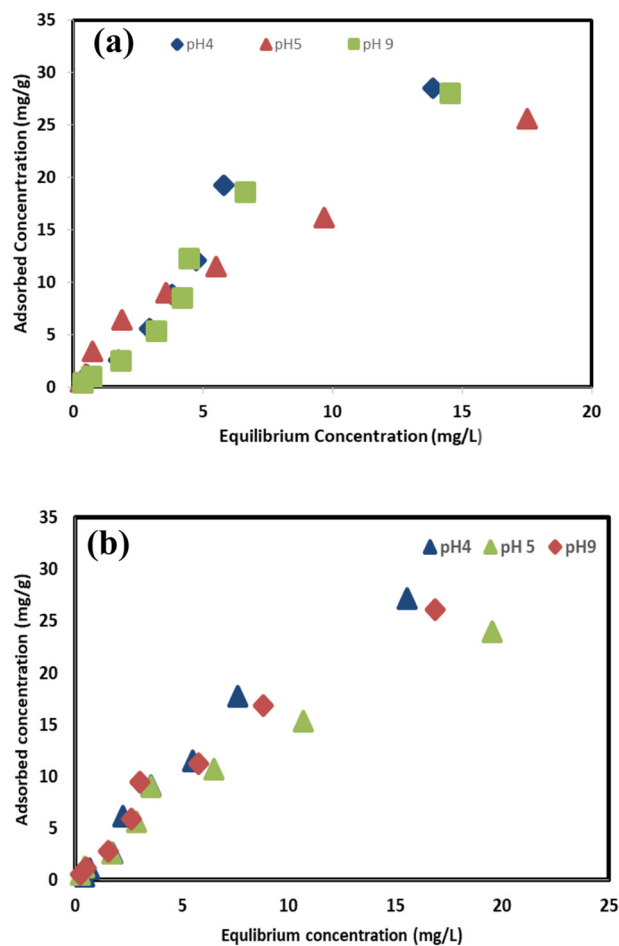 (a)
pH4 pH5 pH 9
Adsorbed Concenrtration (mg/g)
35
30
25
20
15
10
5
0
0 5 10 15 20
Equilibrium Concentration (mg/L)
(b)
pH4 pH 5 pH9
Adsorbed concentration (mg/g)
35
30
25
20
15
10
5
0
0 5 10 15 20 25
Equlibrium concentration (mg/L)